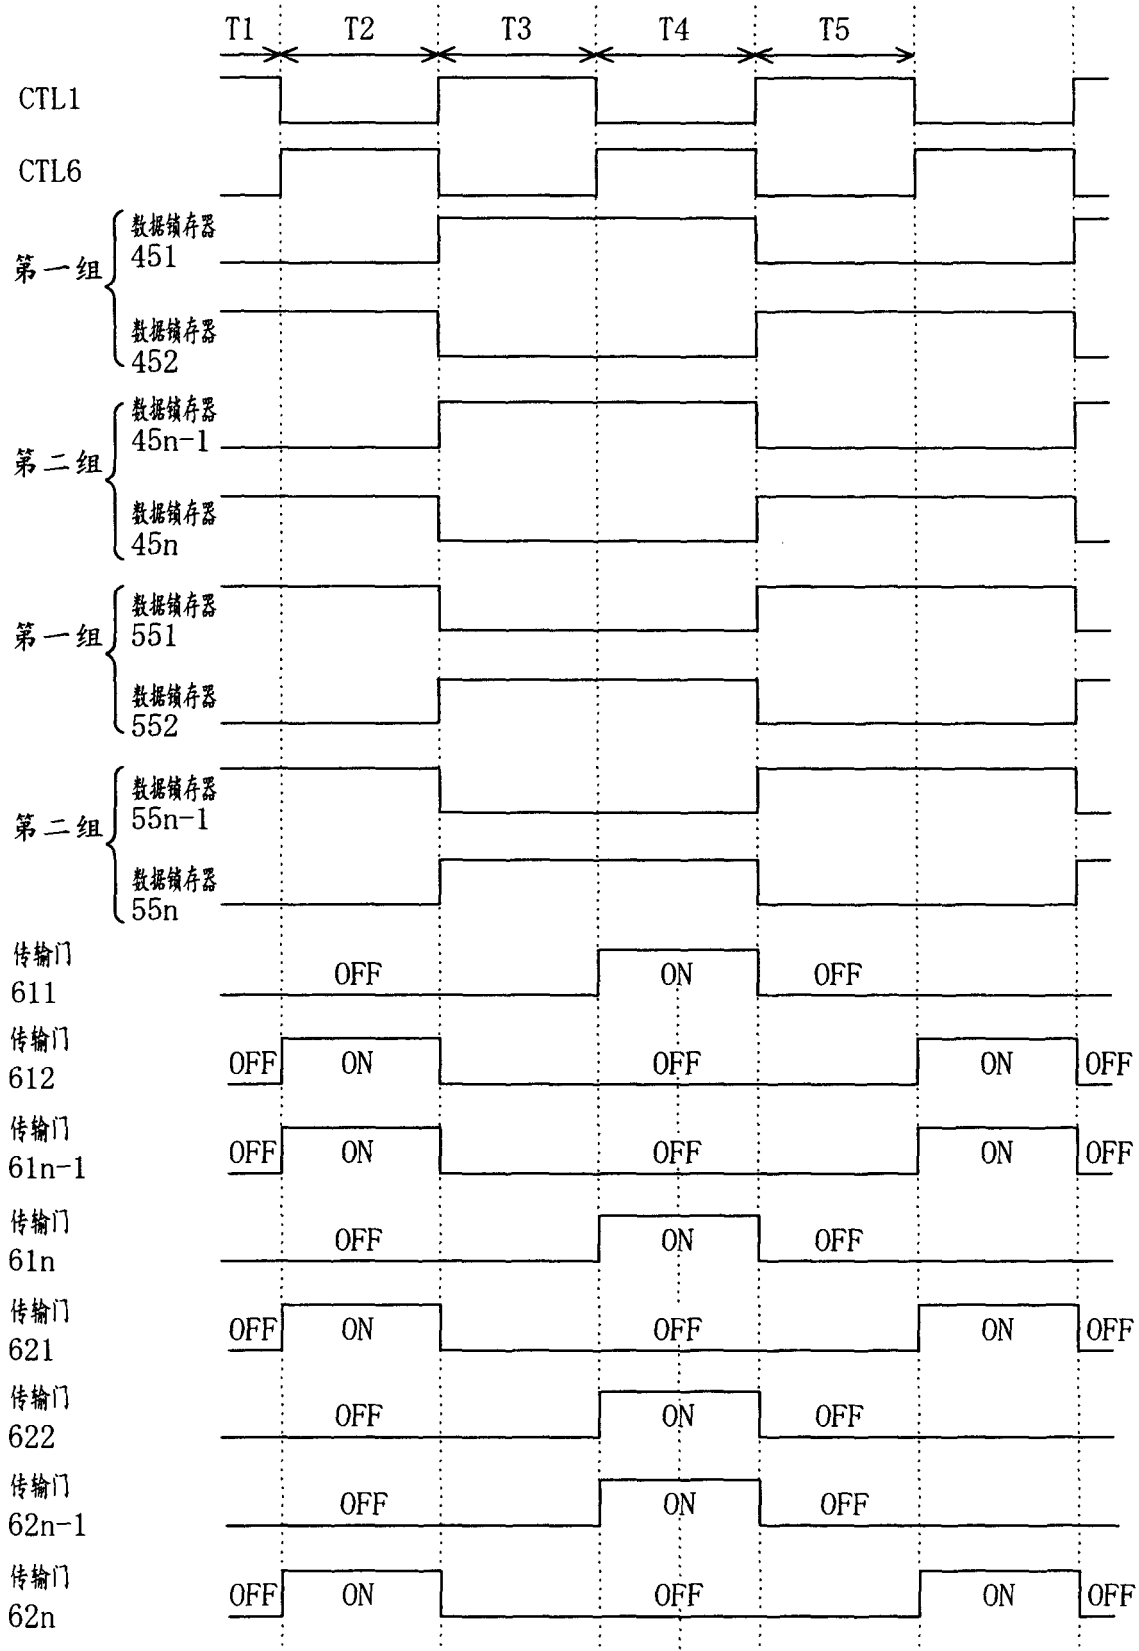 T1 T2 T3 T4 T5
CTL1
CTL6
第一组
数据锁存器
451
数据锁存器
452
第二组
数据锁存器
45n-1
数据锁存器
45n
第一组
数据锁存器
551
数据锁存器
552
第二组
数据锁存器
55n-1
数据锁存器
55n
传输门
611
OFF ON OFF
传输门
612
OFF ON OFF ON OFF
传输门
61n-1
OFF ON OFF ON OFF
传输门
61n
OFF ON OFF
传输门
621
OFF ON OFF ON OFF
传输门
622
OFF ON OFF
传输门
62n-1
OFF ON OFF
传输门
62n
OFF ON OFF ON OFF